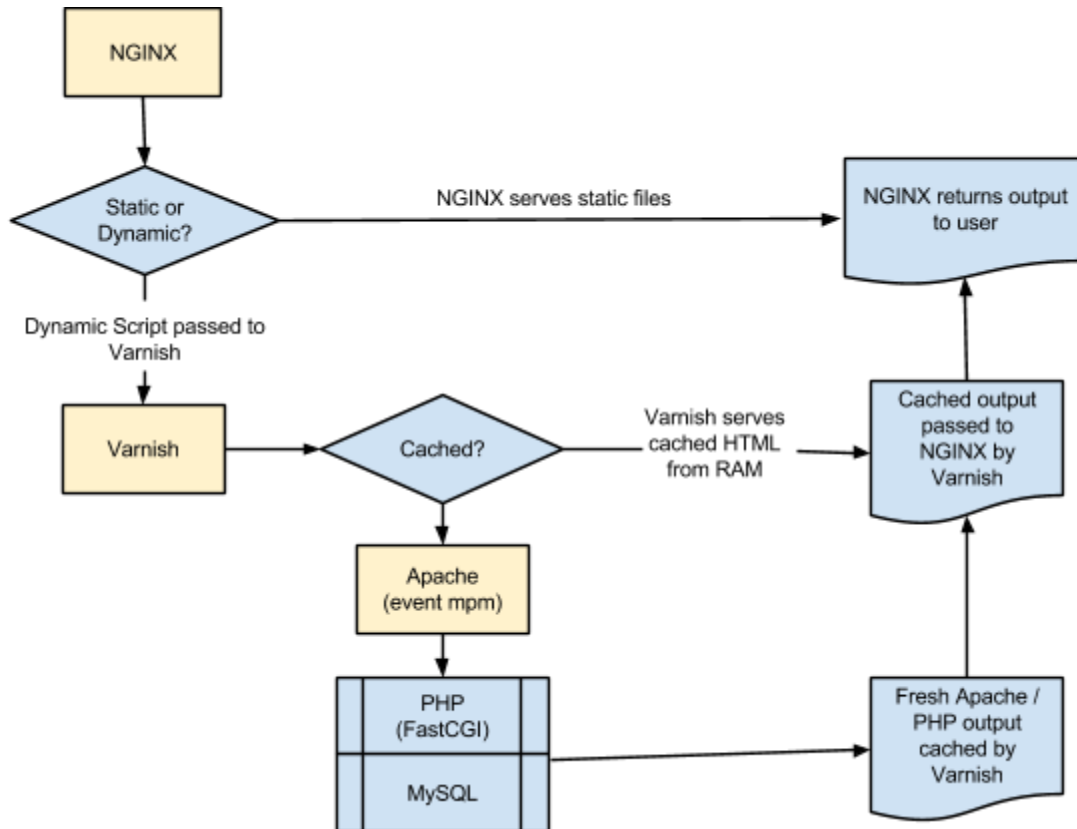 NGINX
Static or
Dynamic?
NGINX serves static files
NGINX returns output
to user
Dynamic Script passed to
Varnish
Varnish
Cached?
Varnish serves
cached HTML
from RAM
Cached output
passed to
NGINX by
Varnish
Apache
(event mpm)
PHP
(FastCGI)
MySQL
Fresh Apache /
PHP output
cached by
Varnish